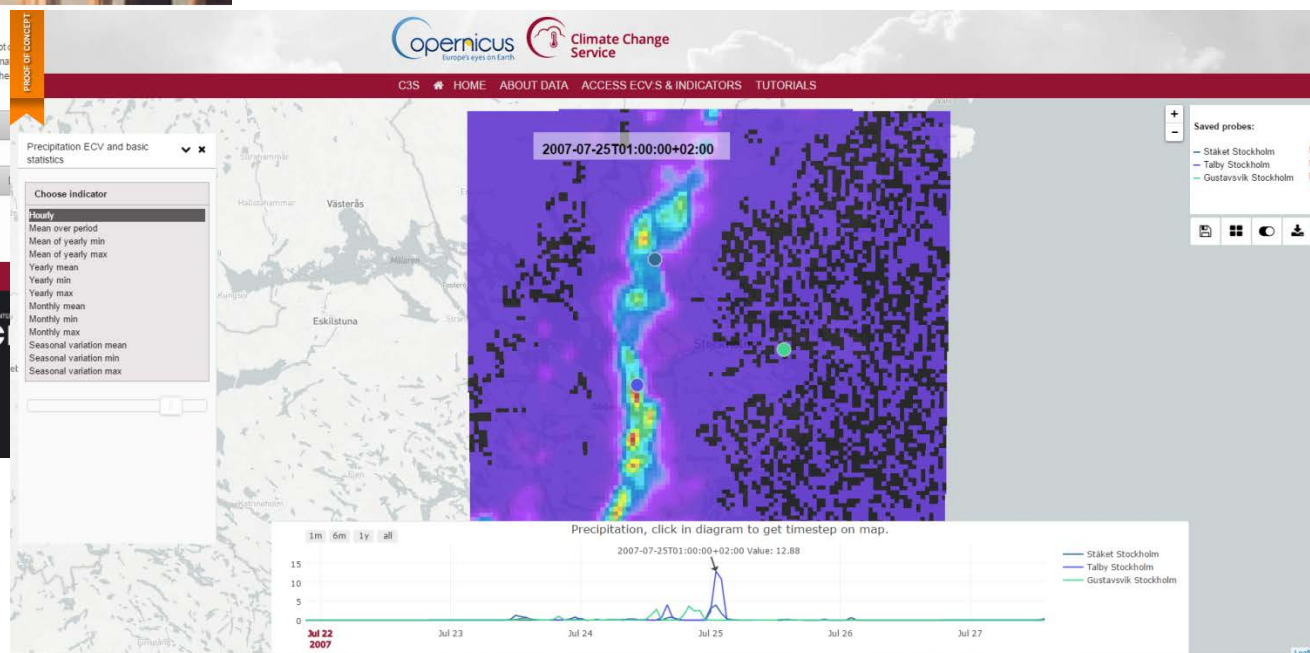 PROOF OF CONCEPT
opernicus
Europe's eyes on Earth
Climate Change
Service
C3S HOME ABOUT DATA ACCESS ECV:S & INDICATORS TUTORIALS
Precipitation ECV and basic
statistics
Choose indicator
Hourly
Mean over period
Mean of yearly min
Mean of yearly max
Yearly mean
Yearly min
Yearly max
Monthly mean
Monthly min
Monthly max
Seasonal variation mean
Seasonal variation min
Seasonal variation max
2007-07-25T01:00:00+02:00
+
−
Saved probes:
Stäket Stockholm
Talby Stockholm
Gustavsvik Stockholm
Surahammar
Hallstahammar
Västerås
Mälaren
Kungsör
Eskilstuna
Katrineholm
Precipitation, click in diagram to get timestep on map.
1m 6m 1y all
2007-07-25T01:00:00+02:00 Value: 12.88
15
10
5
0
Jul 22
2007
Jul 23
Jul 24
Jul 25
Jul 26
Jul 27
Stäket Stockholm
Talby Stockholm
Gustavsvik Stockholm